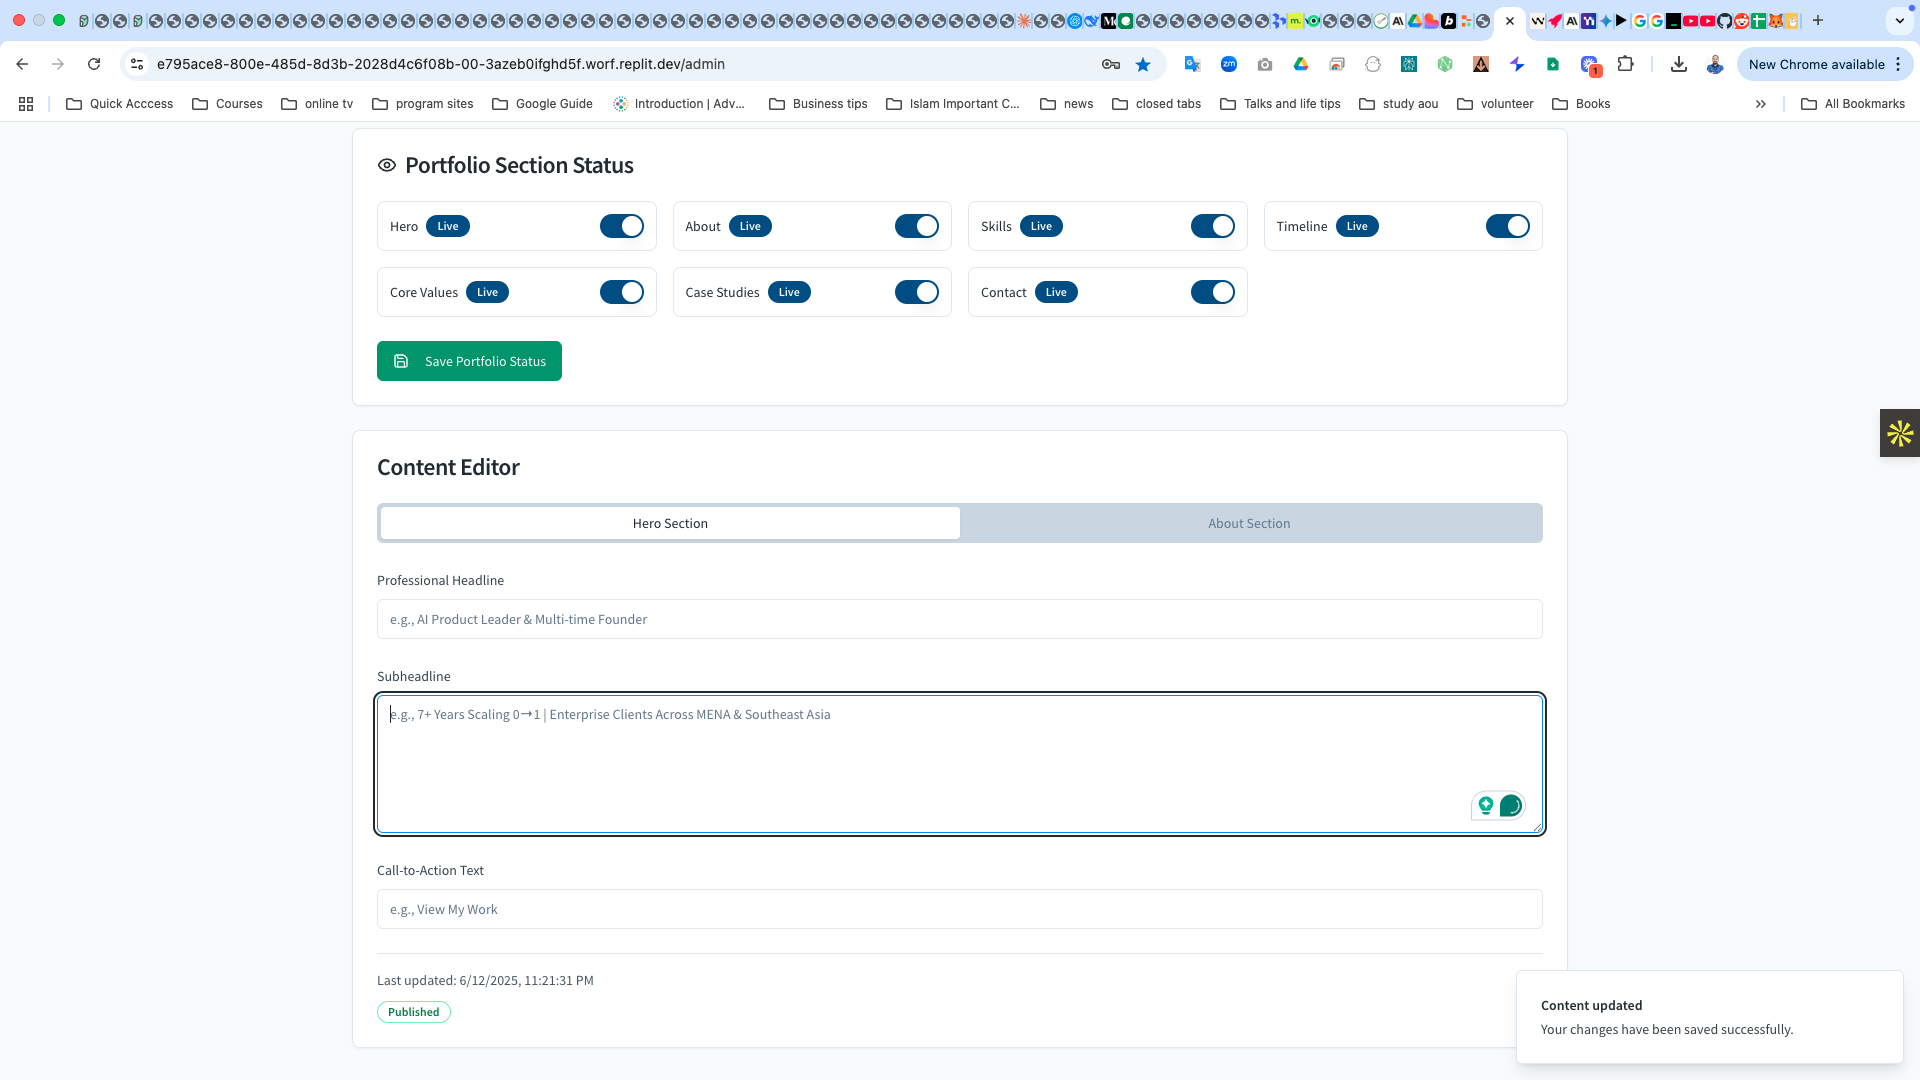 e795ace8-800e-485d-8d3b-2028d4c6f08b-00-3azeb0ifghd5f.worf.replit.dev/admin
New Chrome available
Quick Acccess
Courses
online tv
program sites
Google Guide
Introduction | Adv...
Business tips
Islam Important C...
news
closed tabs
Talks and life tips
study aou
volunteer
Books
All Bookmarks
Portfolio Section Status
Hero Live
About Live
Skills Live
Timeline Live
Core Values Live
Case Studies Live
Contact Live
Save Portfolio Status
Content Editor
Hero Section
About Section
Professional Headline
e.g., AI Product Leader & Multi-time Founder
Subheadline
e.g., 7+ Years Scaling 0→1 | Enterprise Clients Across MENA & Southeast Asia
Call-to-Action Text
e.g., View My Work
Last updated: 6/12/2025, 11:21:31 PM
Published
Content updated
Your changes have been saved successfully.